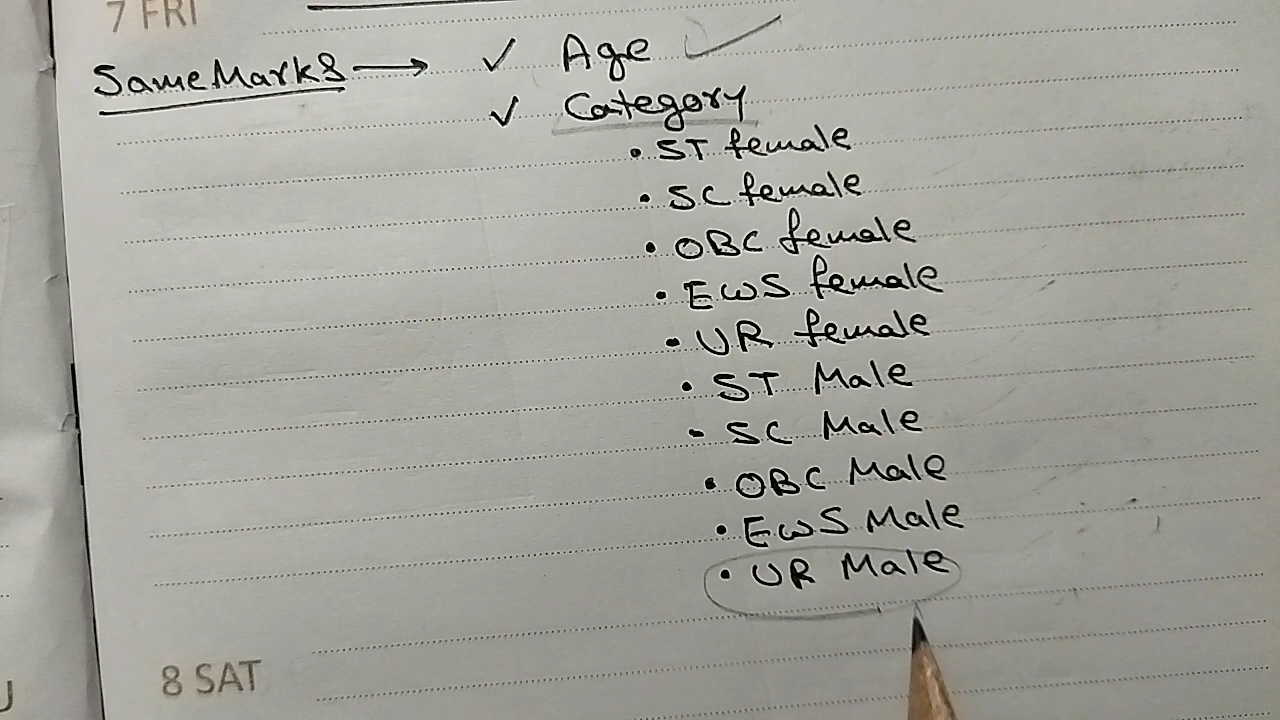 7 FRI
Same Marks → ✓ Age ✓
✓ Category
• ST female
• SC female
• OBC female
• EWS female
• UR female
• ST Male
• SC Male
• OBC Male
• EWS Male
• UR Male
8 SAT